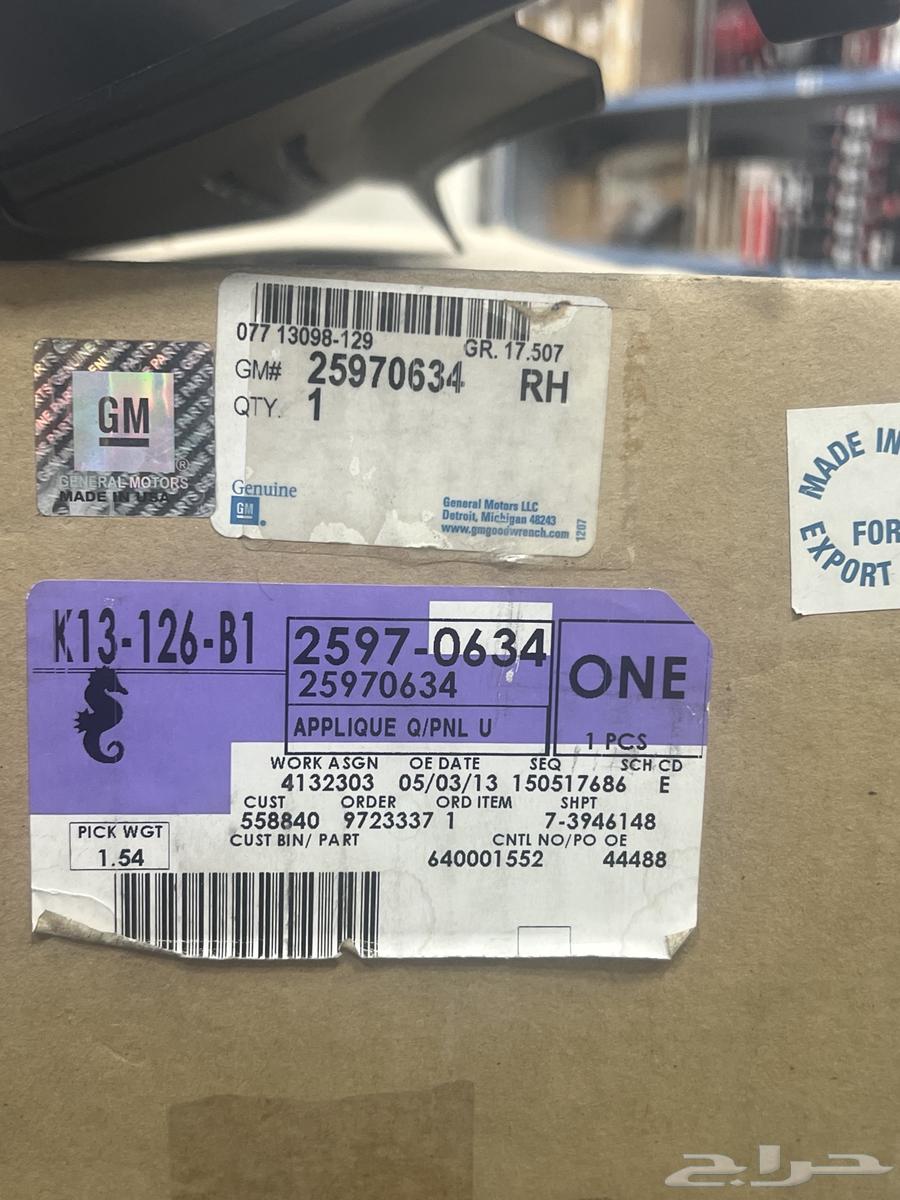 077 13098-129
GR. 17.507
GM# 25970634 RH
QTY. 1
Genuine
GM
General Motors LLC
Detroit, Michigan 48243
www.gmgoodwrench.com
1207
GM
GENERAL MOTORS
MADE IN USA
MADE IN
FOR
EXPORT
K13-126-B1
2597-0634
25970634
ONE
APPLIQUE Q/PNL U
1 PCS
WORK ASGN OE DATE SEQ SCH CD
4132303 05/03/13 150517686 E
CUST ORDER ORD ITEM SHPT
558840 9723337 1 7-3946148
CUST BIN/ PART CNTL NO/PO OE
640001552 44488
PICK WGT
1.54
حراج